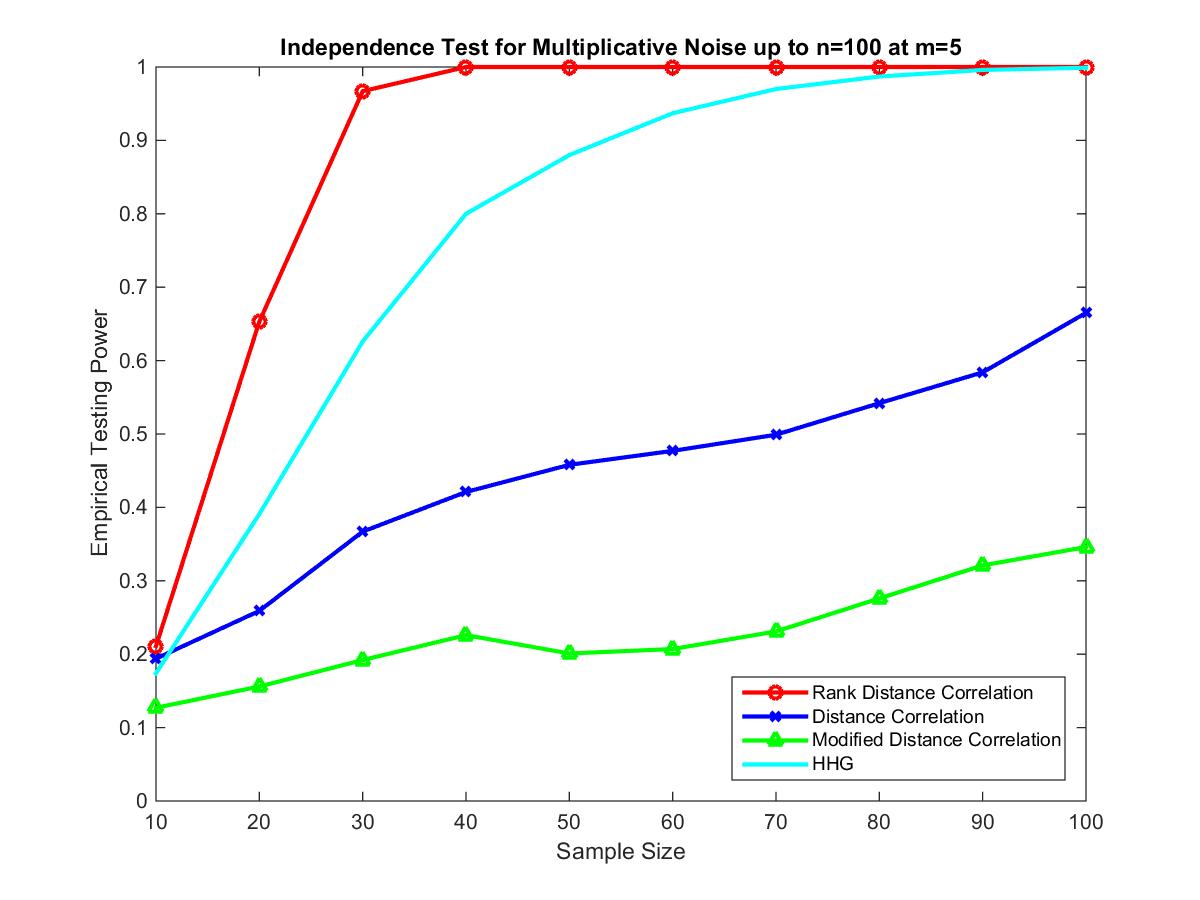 Independence Test for Multiplicative Noise up to n=100 at m=5
1
0.9
0.8
0.7
0.6
0.5
0.4
0.3
0.2
0.1
0
Empirical Testing Power
Rank Distance Correlation
Distance Correlation
Modified Distance Correlation
HHG
10 20 30 40 50 60 70 80 90 100
Sample Size